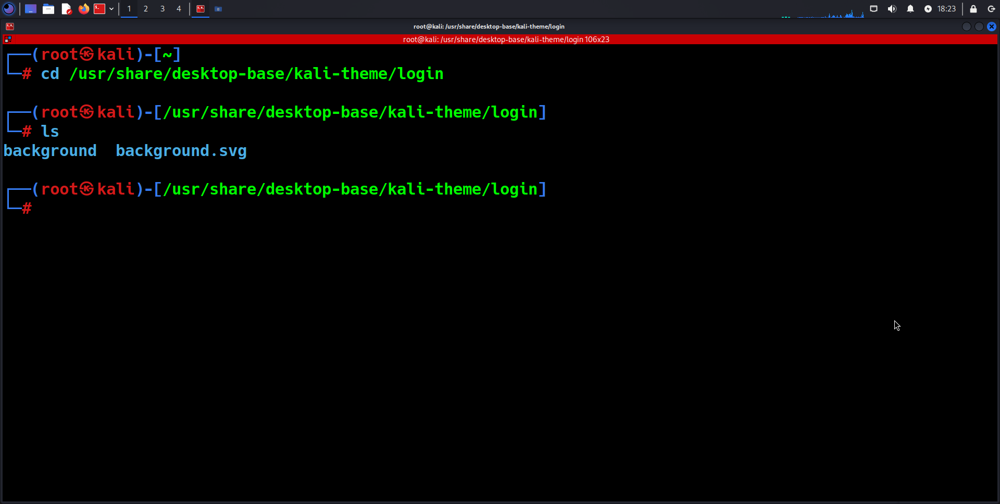 1 2 3 4 18:23
root@kali: /usr/share/desktop-base/kali-theme/login
root@kali: /usr/share/desktop-base/kali-theme/login 106x23
┌──(root㉿kali)-[~]
└─# cd /usr/share/desktop-base/kali-theme/login
┌──(root㉿kali)-[/usr/share/desktop-base/kali-theme/login]
└─# ls
background  background.svg
┌──(root㉿kali)-[/usr/share/desktop-base/kali-theme/login]
└─#